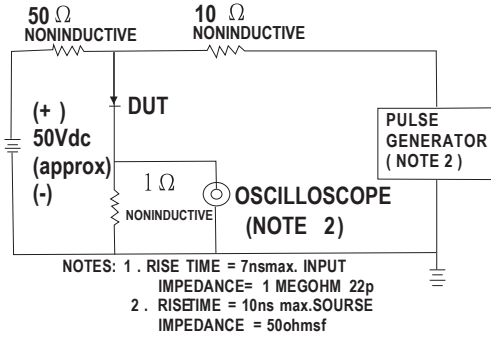 50 Ω
NONINDUCTIVE
10 Ω
NONINDUCTIVE
(+ )
50Vdc
(approx)
(-)
DUT
PULSE
GENERATOR
( NOTE 2 )
1 Ω
NONINDUCTIVE
OSCILLOSCOPE
(NOTE 2)
NOTES: 1 . RISE TIME = 7nsmax. INPUT
IMPEDANCE= 1 MEGOHM 22p
2 . RISETIME = 10ns max.SOURSE
IMPEDANCE = 50ohmsf